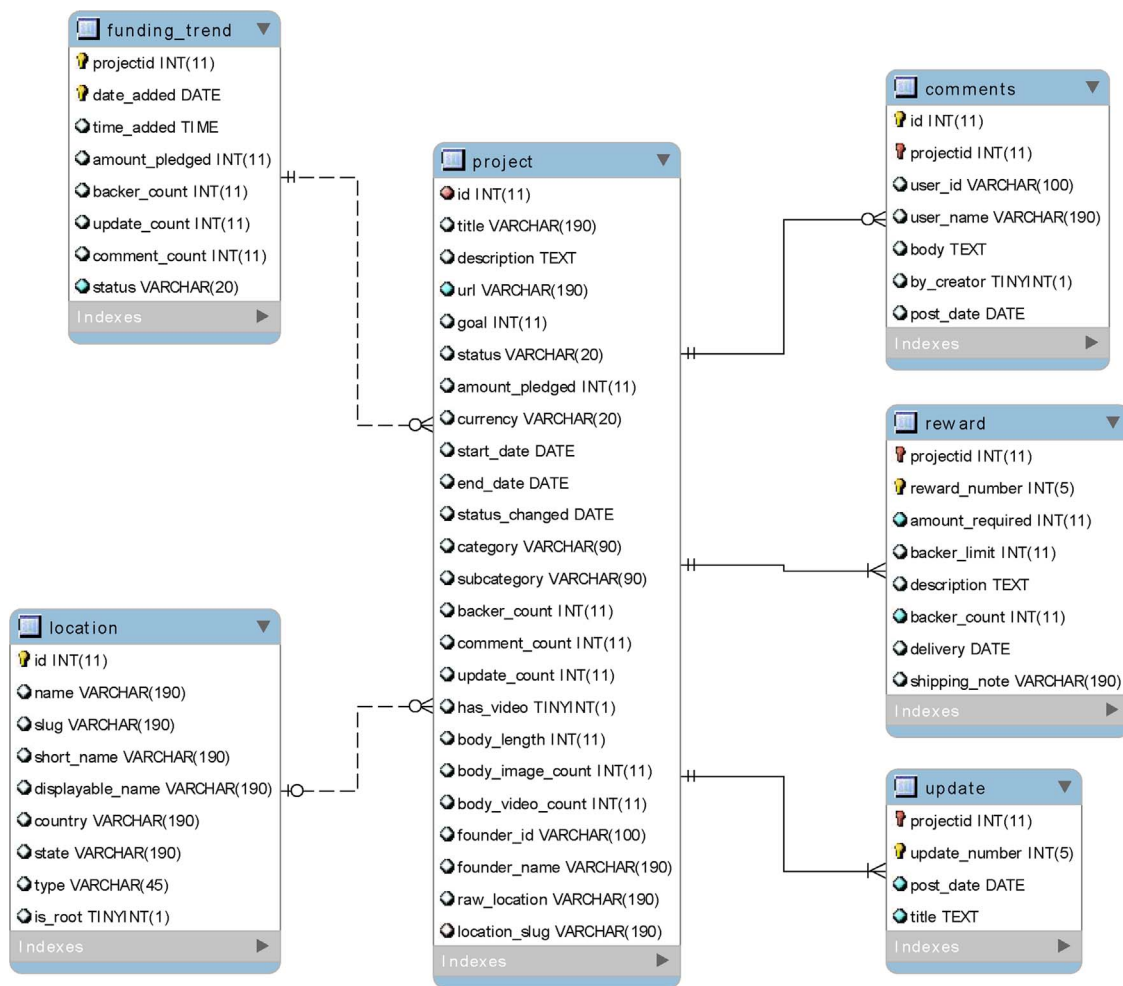 funding_trend
projectid INT(11)
date_added DATE
time_added TIME
amount_pledged INT(11)
backer_count INT(11)
update_count INT(11)
comment_count INT(11)
status VARCHAR(20)
Indexes
location
id INT(11)
name VARCHAR(190)
slug VARCHAR(190)
short_name VARCHAR(190)
displayable_name VARCHAR(190)
country VARCHAR(190)
state VARCHAR(190)
type VARCHAR(45)
is_root TINYINT(1)
Indexes
project
id INT(11)
title VARCHAR(190)
description TEXT
url VARCHAR(190)
goal INT(11)
status VARCHAR(20)
amount_pledged INT(11)
currency VARCHAR(20)
start_date DATE
end_date DATE
status_changed DATE
category VARCHAR(90)
subcategory VARCHAR(90)
backer_count INT(11)
comment_count INT(11)
update_count INT(11)
has_video TINYINT(1)
body_length INT(11)
body_image_count INT(11)
body_video_count INT(11)
founder_id VARCHAR(100)
founder_name VARCHAR(190)
raw_location VARCHAR(190)
location_slug VARCHAR(190)
Indexes
comments
id INT(11)
projectid INT(11)
user_id VARCHAR(100)
user_name VARCHAR(190)
body TEXT
by_creator TINYINT(1)
post_date DATE
Indexes
reward
projectid INT(11)
reward_number INT(5)
amount_required INT(11)
backer_limit INT(11)
description TEXT
backer_count INT(11)
delivery DATE
shipping_note VARCHAR(190)
Indexes
update
projectid INT(11)
update_number INT(5)
post_date DATE
title TEXT
Indexes